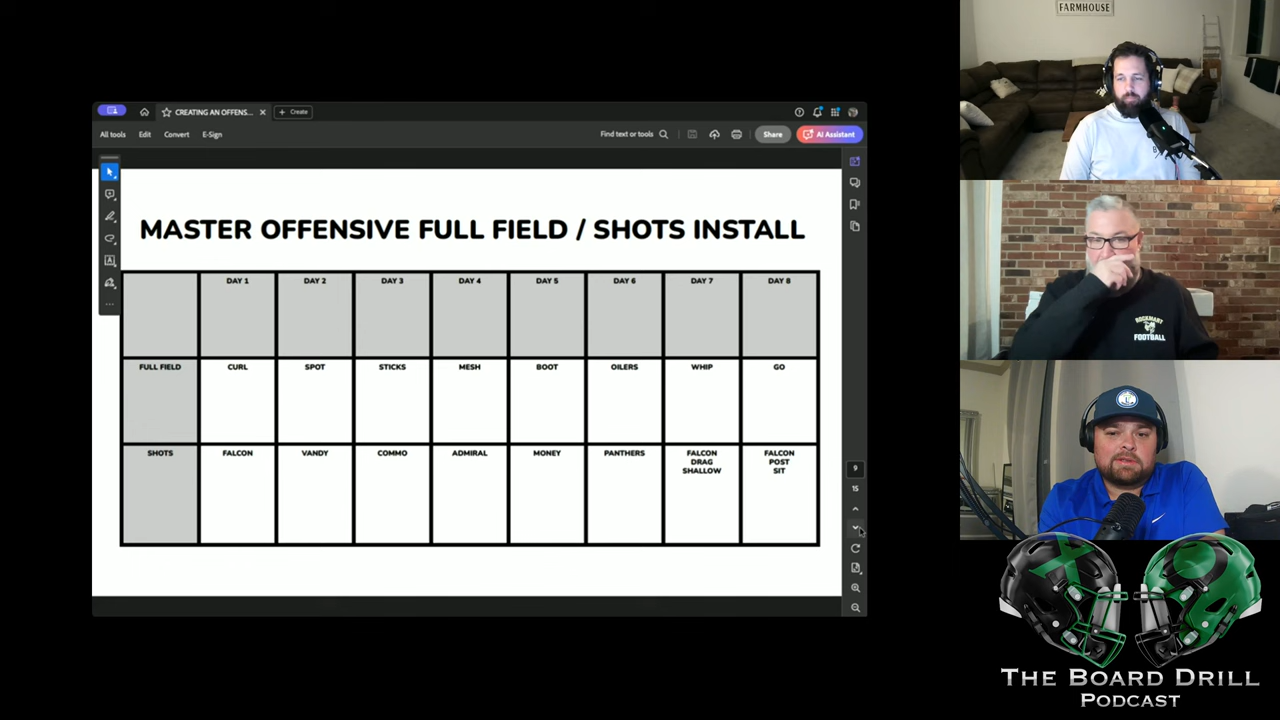 CREATING AN OFFENS...
Create
All tools
Edit
Convert
E-Sign
Find text or tools
Share
AI Assistant
MASTER OFFENSIVE FULL FIELD / SHOTS INSTALL
DAY 1
DAY 2
DAY 3
DAY 4
DAY 5
DAY 6
DAY 7
DAY 8
FULL FIELD
CURL
SPOT
STICKS
MESH
BOOT
OILERS
WHIP
GO
SHOTS
FALCON
VANDY
COMMO
ADMIRAL
MONEY
PANTHERS
FALCON
DRAG
SHALLOW
FALCON
POST
SIT
9
15
FARMHOUSE
ROCKMART
FOOTBALL
THE BOARD DRILL
PODCAST